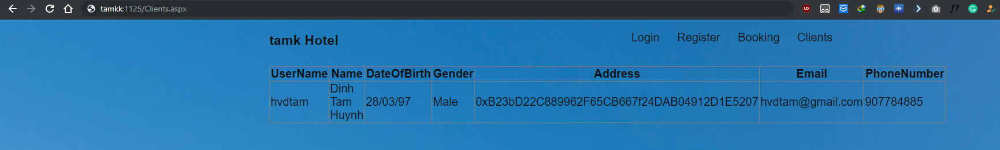 tamkk:1125/Clients.aspx
tamk Hotel Login Register Booking Clients
UserName Name DateOfBirth Gender Address Email PhoneNumber
hvdtam Dinh Tam Huynh 28/03/97 Male 0xB23bD22C889962F65CB667f24DAB04912D1E5207 hvdtam@gmail.com 907784885